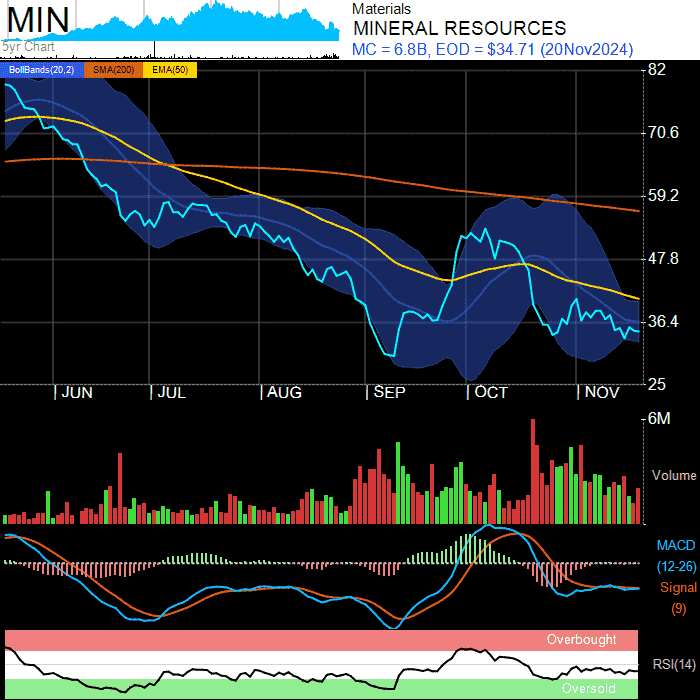 MIN
5yr Chart
Materials
MINERAL RESOURCES
MC = 6.8B, EOD = $34.71 (20Nov2024)
BollBands(20,2) SMA(200) EMA(50)
82
70.6
59.2
47.8
36.4
25
| JUN | JUL | AUG | SEP | OCT | NOV
6M
Volume
MACD
(12-26)
Signal
(9)
Overbought
RSI(14)
Oversold